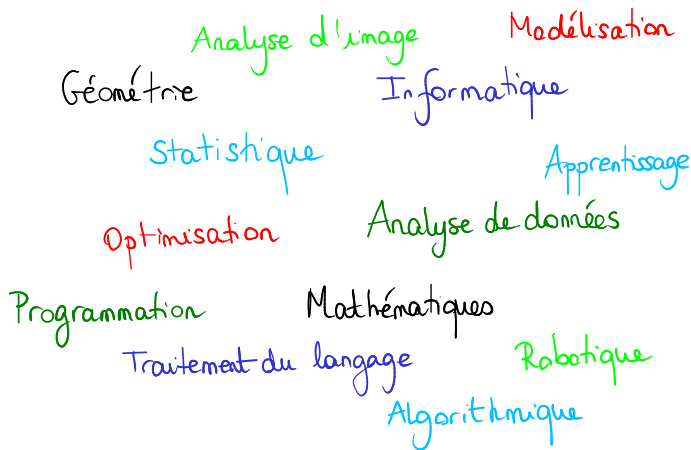 Analyse d'image
Modélisation
Géométrie
Informatique
Statistique
Apprentissage
Optimisation
Analyse de données
Programmation
Mathématiques
Traitement du langage
Robotique
Algorithmique